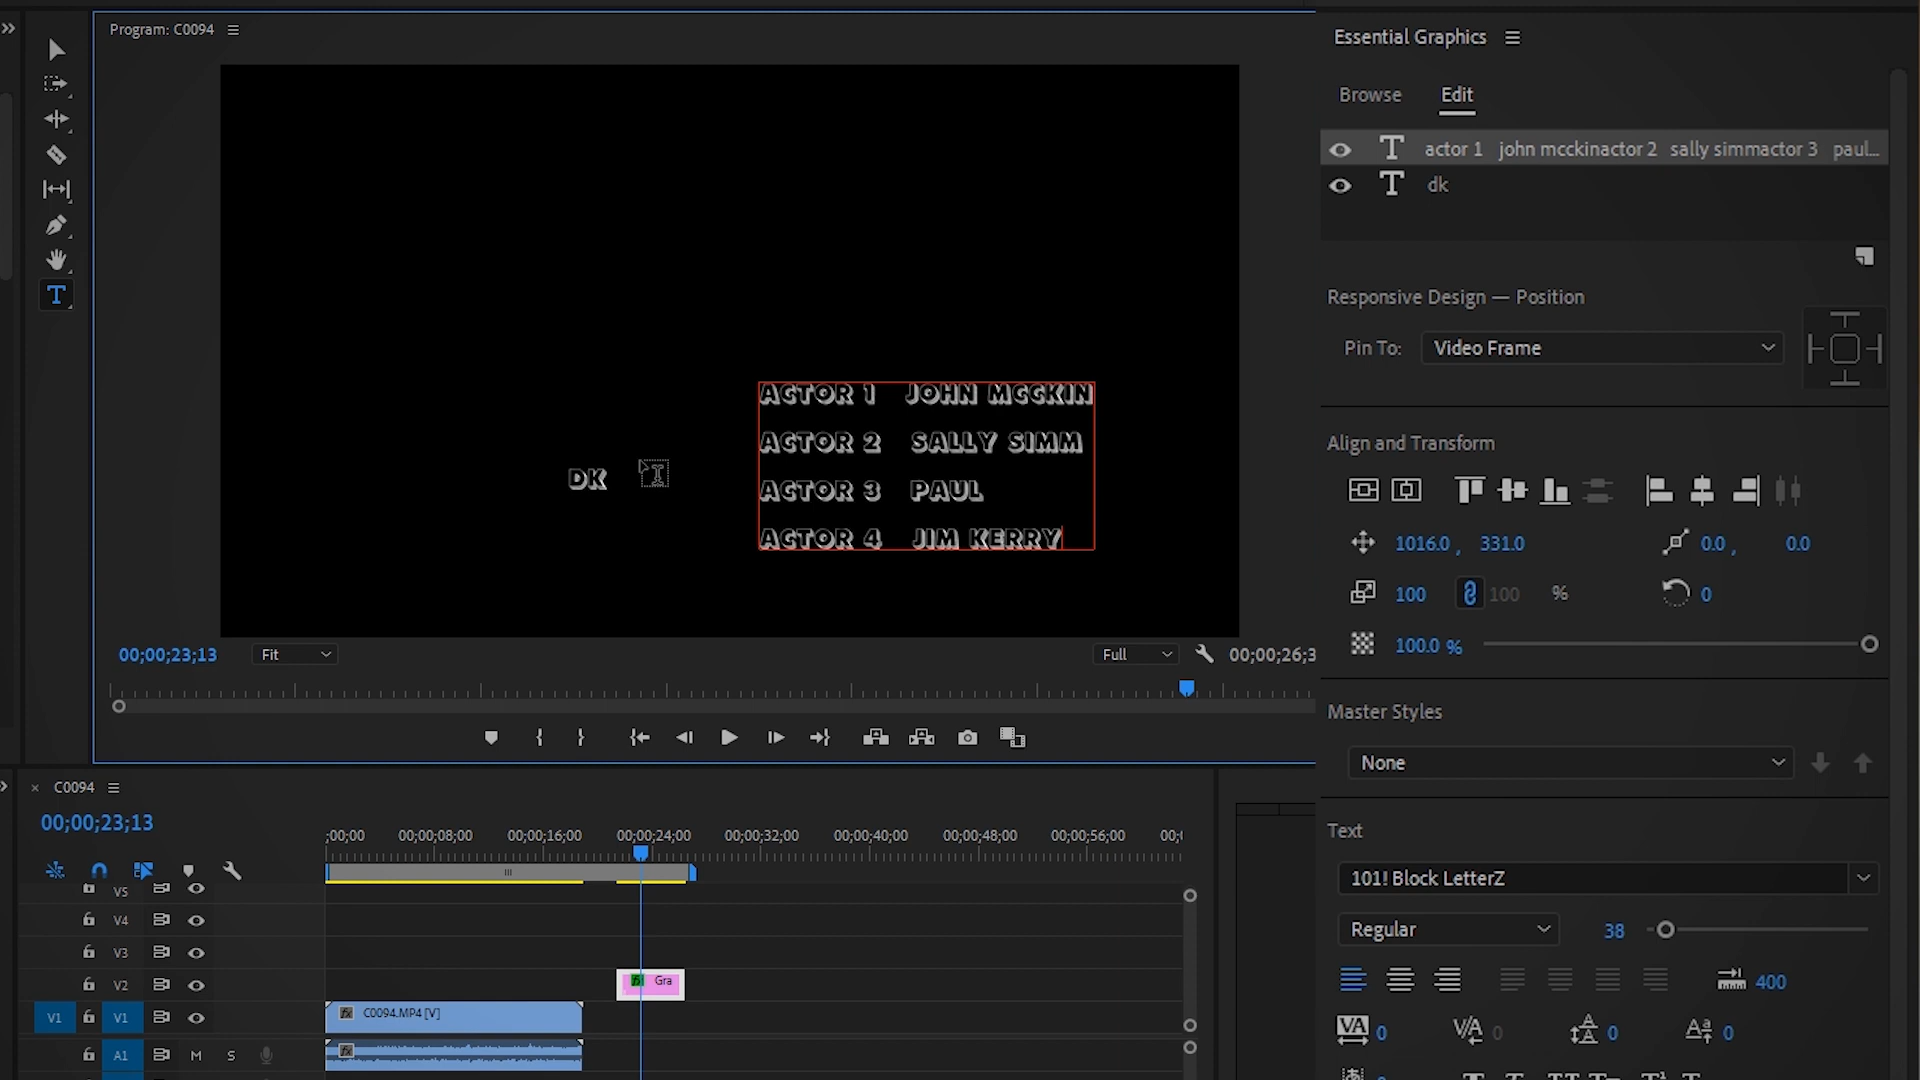 Program: C0094
ACTOR 1 JOHN MCCKIN
ACTOR 2 SALLY SIMM
ACTOR 3 PAUL
ACTOR 4 JIM KERRY
DK
00;00;23;13
Fit
Full
00;00;26;3
Essential Graphics
Browse Edit
T actor 1 john mcckinactor 2 sally simmactor 3 paul...
T dk
Responsive Design — Position
Pin To: Video Frame
Align and Transform
1016.0 , 331.0 0.0 , 0.0
100 100 % 0
100.0 %
Master Styles
None
Text
101! Block LetterZ
Regular 38
400
VA 0 V/A 0 0 0
× C0094
00;00;23;13
;00;00 00;00;08;00 00;00;16;00 00;00;24;00 00;00;32;00 00;00;40;00 00;00;48;00 00;00;56;00
V5
V4
V3
V2 fx Gra
V1 V1 fx C0094.MP4 [V]
A1 M S fx